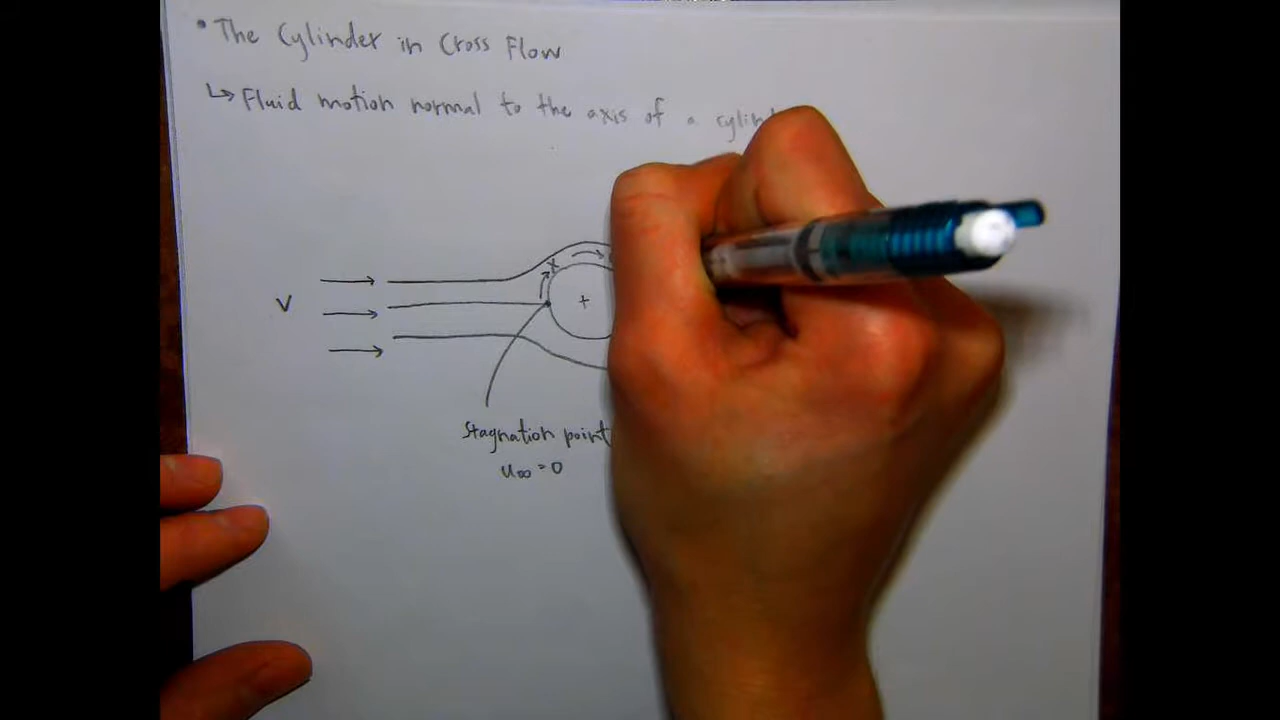 • The Cylinder in Cross Flow
↳ Fluid motion normal to the axis of a
V
x
+
Stagnation point
u∞ = 0